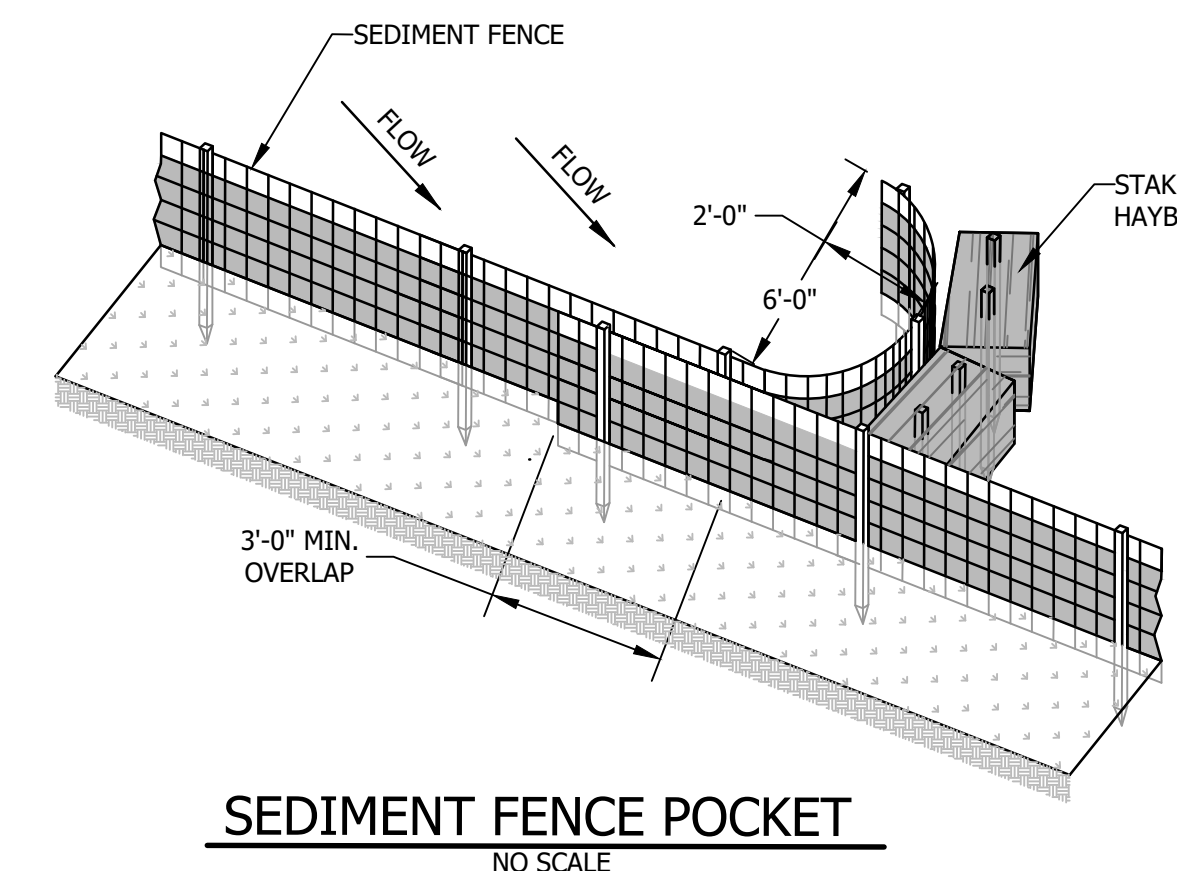 SEDIMENT FENCE
FLOW
FLOW
2'-0"
6'-0"
STAK
HAYB
3'-0" MIN.
OVERLAP
SEDIMENT FENCE POCKET
NO SCALE